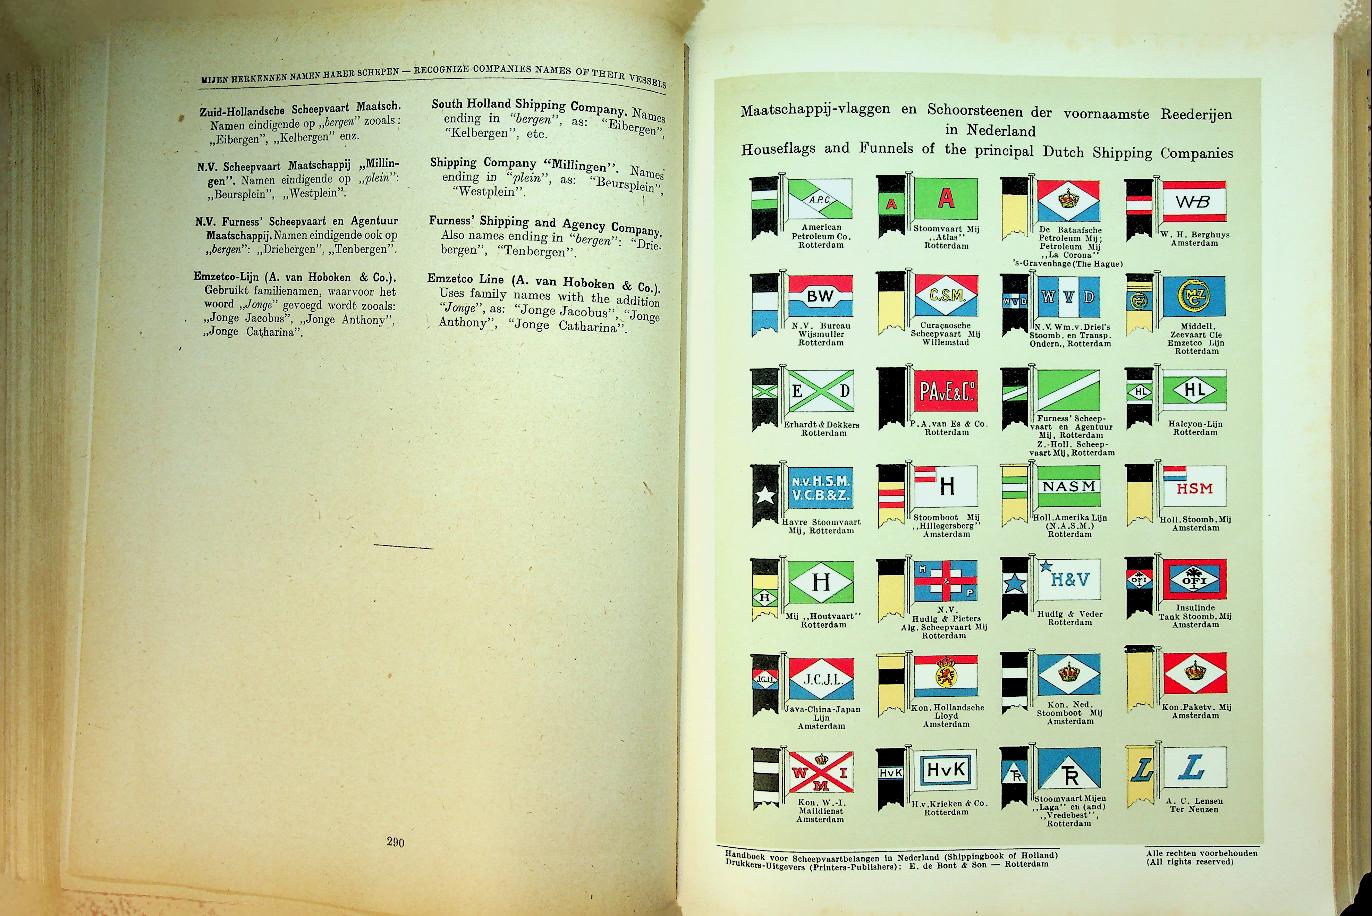 MIJEN HERKENNEN NAMEN HARER SCHEPEN — RECOGNIZE COMPANIES NAMES OF THEIR VESSELS
Zuid-Hollandsche Scheepvaart Maatsch.
Namen eindigende op „bergen” zooals:
„Eibergen”, „Kelbergen” enz.
N.V. Scheepvaart Maatschappij „Millin-
gen”. Namen eindigende op „plein”:
„Beursplein”, „Westplein”.
N.V. Furness’ Scheepvaart en Agentuur
Maatschappij. Namen eindigende ook op
„bergen”: „Driebergen”, „Tenbergen”.
Emzetco-Lijn (A. van Hoboken & Co.).
Gebruikt familienamen, waarvoor het
woord „Jonge” gevoegd wordt zooals:
„Jonge Jacobus”, „Jonge Anthony”,
„Jonge Catharina”.
South Holland Shipping Company. Names
ending in “bergen”, as: “Eibergen”,
“Kelbergen”, etc.
Shipping Company “Millingen”. Names
ending in “plein”, as: “Beursplein”,
“Westplein”.
Furness’ Shipping and Agency Company.
Also names ending in “bergen”: “Drie-
bergen”, “Tenbergen”.
Emzetco Line (A. van Hoboken & Co.).
Uses family names with the addition
“Jonge”, as: “Jonge Jacobus”, “Jonge
Anthony”, “Jonge Catharina”.
290
Maatschappij-vlaggen en Schoorsteenen der voornaamste Reederijen
in Nederland
Houseflags and Funnels of the principal Dutch Shipping Companies
A.P.C.
American
Petroleum Co.
Rotterdam
A
A
Stoomvaart Mij
„Atlas”
Rotterdam
De Bataafsche
Petroleum Mij;
Petroleum Mij
„La Corona”
’s-Gravenhage (The Hague)
WHB
W. H. Berghuys
Amsterdam
BW
N.V. Bureau
Wijsmuller
Rotterdam
C.S.M.
Curaçaosche
Scheepvaart Mij
Willemstad
WVD
W V D
N.V. Wm. v. Driel’s
Stoomb. en Transp.
Ondern., Rotterdam
MZC
Middell.
Zeevaart Cie
Emzetco Lijn
Rotterdam
E D
Erhardt & Dekkers
Rotterdam
PAvE&Co.
P. A. van Es & Co.
Rotterdam
Furness’ Scheep-
vaart en Agentuur
Mij, Rotterdam
Z.-Holl. Scheep-
vaart Mij, Rotterdam
HL
HL
Halcyon-Lijn
Rotterdam
N.V.H.S.M.
V.C.B.&Z.
Havre Stoomvaart
Mij, Rotterdam
H
Stoomboot Mij
„Hillegersberg”
Amsterdam
NASM
Holl. Amerika Lijn
(N.A.S.M.)
Rotterdam
HSM
Holl. Stoomb. Mij
Amsterdam
H
H
Mij „Houtvaart”
Rotterdam
H & P
N.V.
Hudig & Pieters
Alg. Scheepvaart Mij
Rotterdam
H&V
Hudig & Veder
Rotterdam
OFI
OFI
Insulinde
Tank Stoomb. Mij
Amsterdam
J.C.J.L.
J.C.J.L.
Java-China-Japan
Lijn
Amsterdam
Kon. Hollandsche
Lloyd
Amsterdam
Kon. Ned.
Stoomboot Mij
Amsterdam
Kon. Paketv. Mij
Amsterdam
W I
M
Kon. W.-I.
Maildienst
Amsterdam
HvK
HvK
H. v. Krieken & Co.
Rotterdam
TR
TR
Stoomvaart Mijen
„Laga” en (and)
„Vredebest”,
Rotterdam
L
L
A. C. Lensen
Ter Neuzen
Handboek voor Scheepvaartbelangen in Nederland (Shippingbook of Holland)
Drukkers-Uitgevers (Printers-Publishers): E. de Bont & Son — Rotterdam
Alle rechten voorbehouden
(All rights reserved)